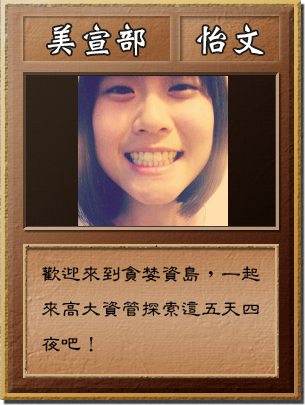 美宣部 怡文
歡迎來到貪婪資島，一起
來高大資管探索這五天四
夜吧！